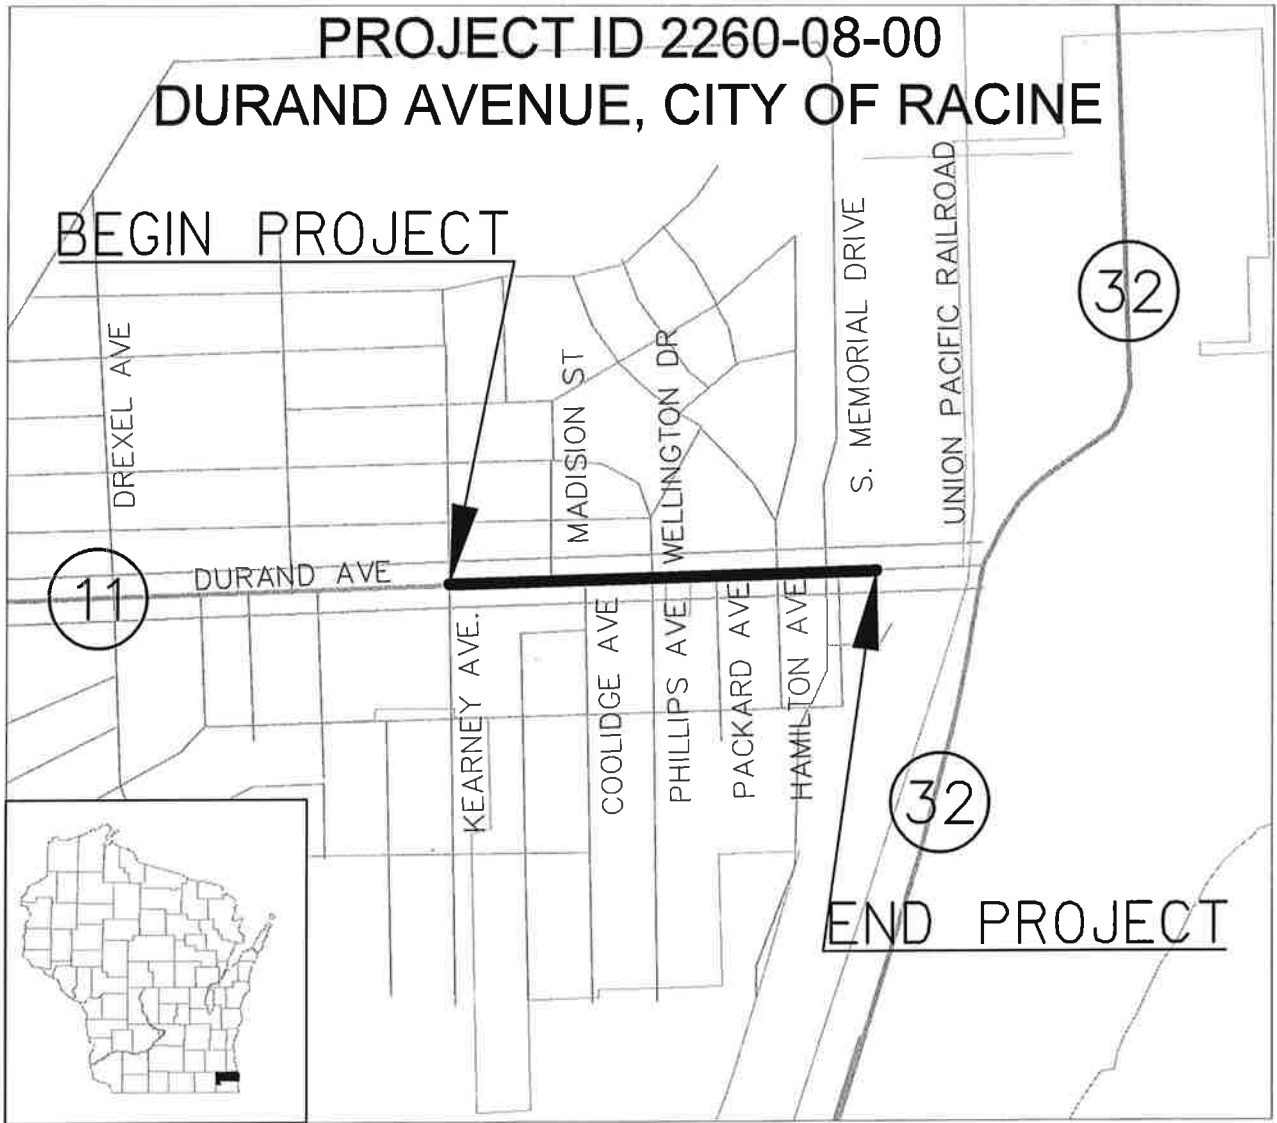 PROJECT ID 2260-08-00
DURAND AVENUE, CITY OF RACINE
BEGIN PROJECT
DREXEL AVE
MADISION ST
WELLINGTON DR
S. MEMORIAL DRIVE
UNION PACIFIC RAILROAD
32
11
DURAND AVE
KEARNEY AVE.
COOLIDGE AVE
PHILLIPS AVE
PACKARD AVE
HAMILTON AVE
32
END PROJECT